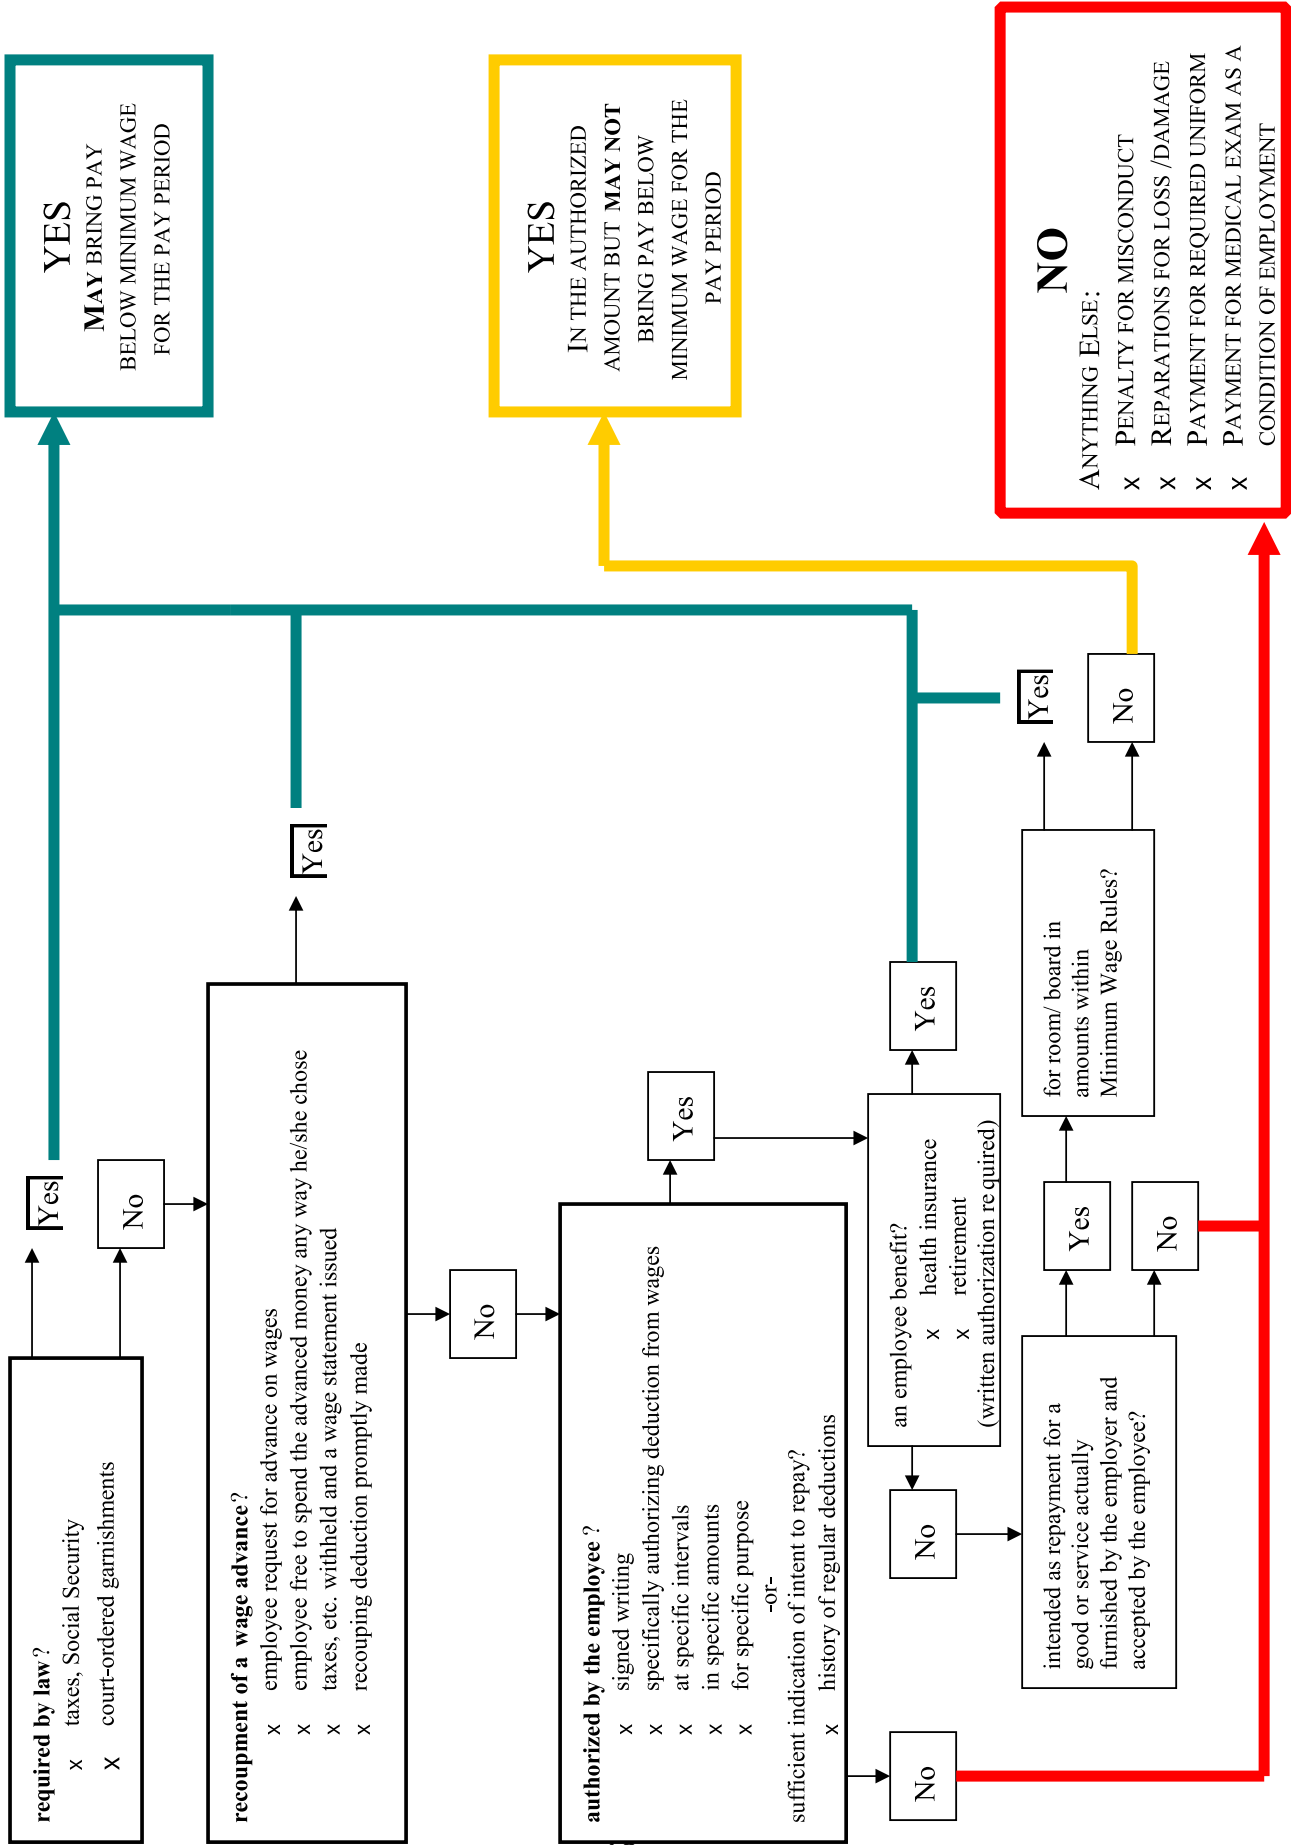 required by law?
x taxes, Social Security
x court-ordered garnishments
Yes
No
YES
MAY BRING PAY
BELOW MINIMUM WAGE
FOR THE PAY PERIOD
recoupment of a wage advance?
x employee request for advance on wages
x employee free to spend the advanced money any way he/she chose
x taxes, etc. withheld and a wage statement issued
x recouping deduction promptly made
Yes
No
authorized by the employee ?
x signed writing
x specifically authorizing deduction from wages
x at specific intervals
x in specific amounts
x for specific purpose
-or-
sufficient indication of intent to repay?
x history of regular deductions
Yes
No
YES
IN THE AUTHORIZED
AMOUNT BUT MAY NOT
BRING PAY BELOW
MINIMUM WAGE FOR THE
PAY PERIOD
an employee benefit?
x health insurance
x retirement
(written authorization required)
Yes
No
intended as repayment for a
good or service actually
furnished by the employer and
accepted by the employee?
Yes
No
for room/ board in
amounts within
Minimum Wage Rules?
Yes
No
NO
ANYTHING ELSE:
x PENALTY FOR MISCONDUCT
x REPARATIONS FOR LOSS /DAMAGE
x PAYMENT FOR REQUIRED UNIFORM
x PAYMENT FOR MEDICAL EXAM AS A
CONDITION OF EMPLOYMENT